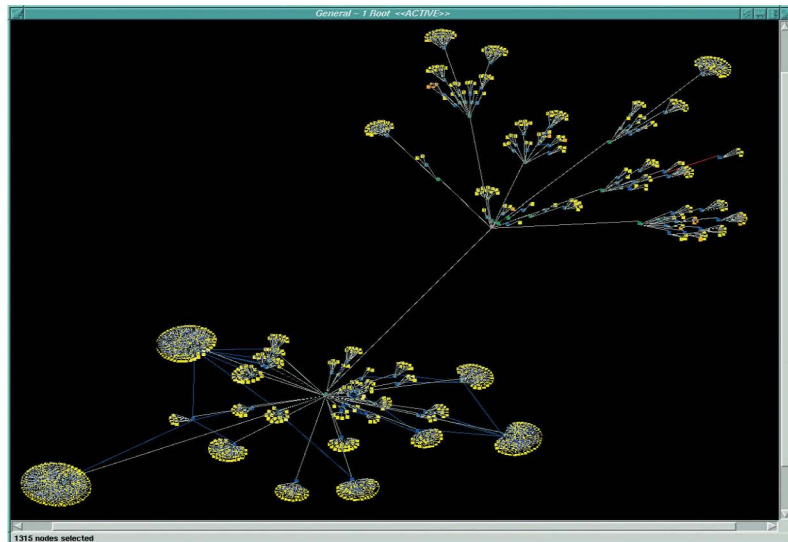 General - 1 Root <<ACTIVE>>
1315 nodes selected